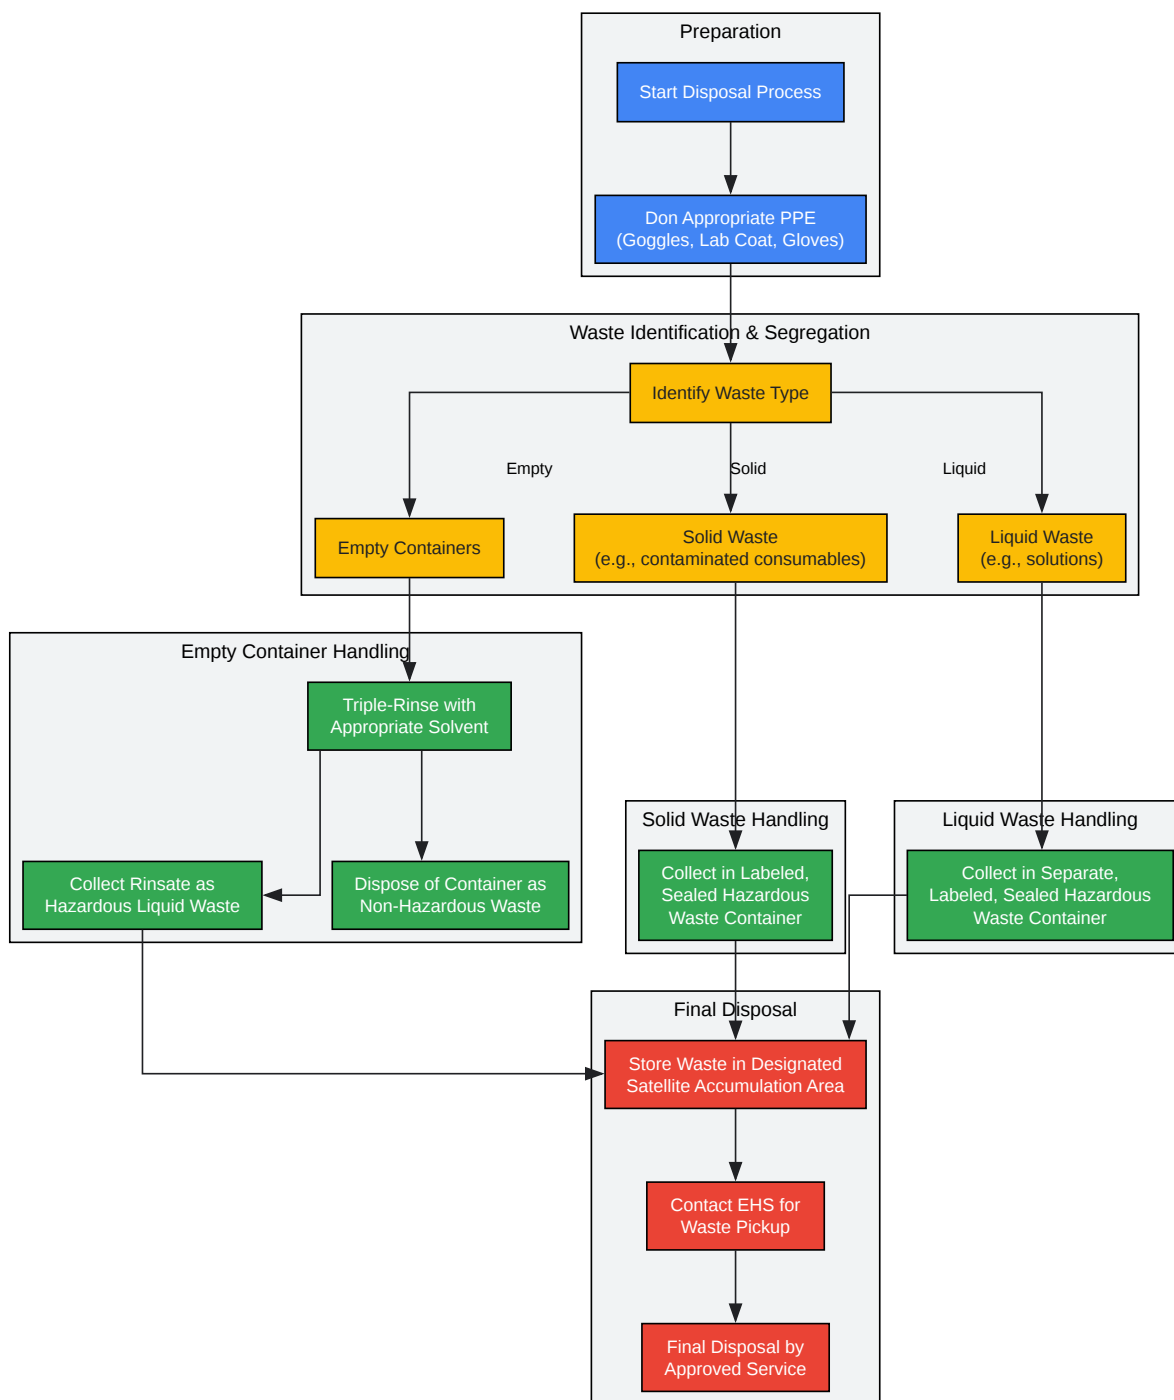 Preparation
Start Disposal Process
Don Appropriate PPE
(Goggles, Lab Coat, Gloves)
Waste Identification & Segregation
Identify Waste Type
Empty
Solid
Liquid
Empty Containers
Solid Waste
(e.g., contaminated consumables)
Liquid Waste
(e.g., solutions)
Empty Container Handling
Triple-Rinse with
Appropriate Solvent
Collect Rinsate as
Hazardous Liquid Waste
Dispose of Container as
Non-Hazardous Waste
Solid Waste Handling
Collect in Labeled,
Sealed Hazardous
Waste Container
Liquid Waste Handling
Collect in Separate,
Labeled, Sealed Hazardous
Waste Container
Final Disposal
Store Waste in Designated
Satellite Accumulation Area
Contact EHS for
Waste Pickup
Final Disposal by
Approved Service